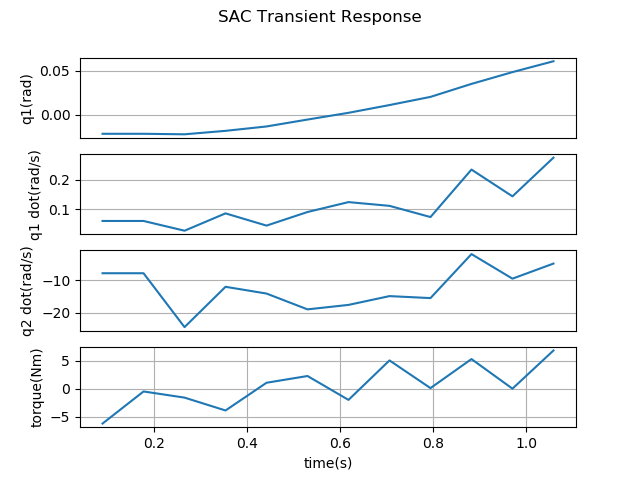 SAC Transient Response
q1(rad)
0.05
0.00
q1 dot(rad/s)
0.2
0.1
q2 dot(rad/s)
−10
−20
torque(Nm)
5
0
−5
0.2 0.4 0.6 0.8 1.0
time(s)